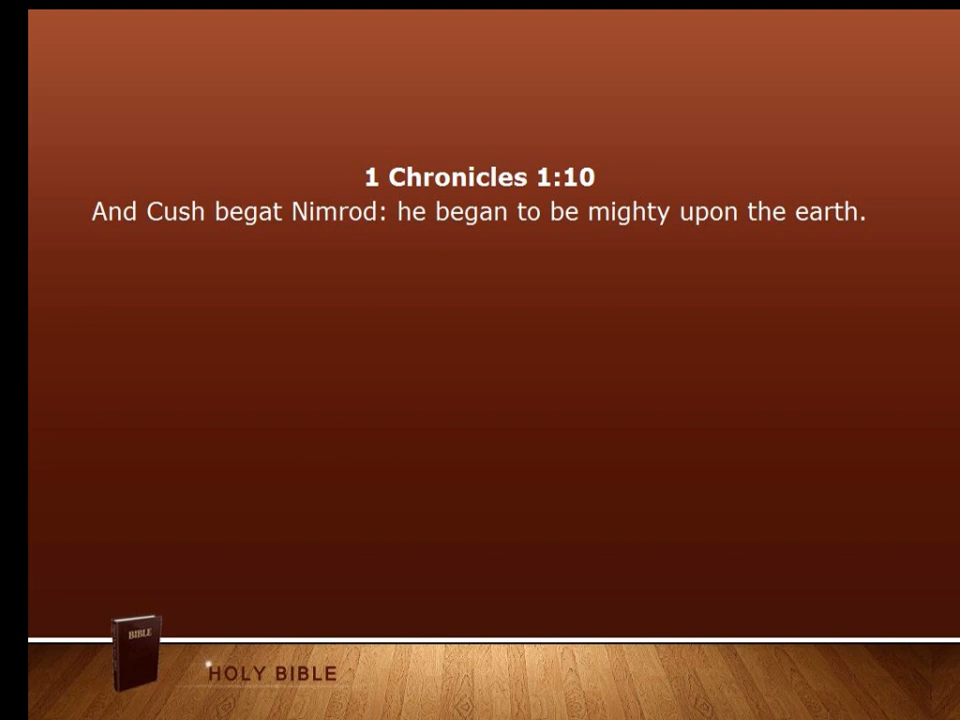 1 Chronicles 1:10
And Cush begat Nimrod: he began to be mighty upon the earth.
BIBLE
HOLY BIBLE